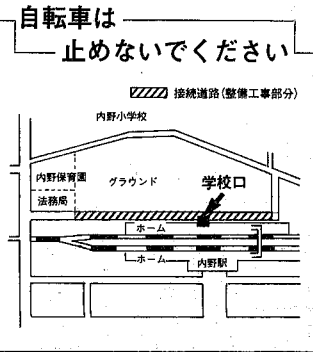 自転車は
止めないでください
接続道路(整備工事部分)
内野小学校
内野保育園
グラウンド
学校口
法務局
ホーム
ホーム
内野駅